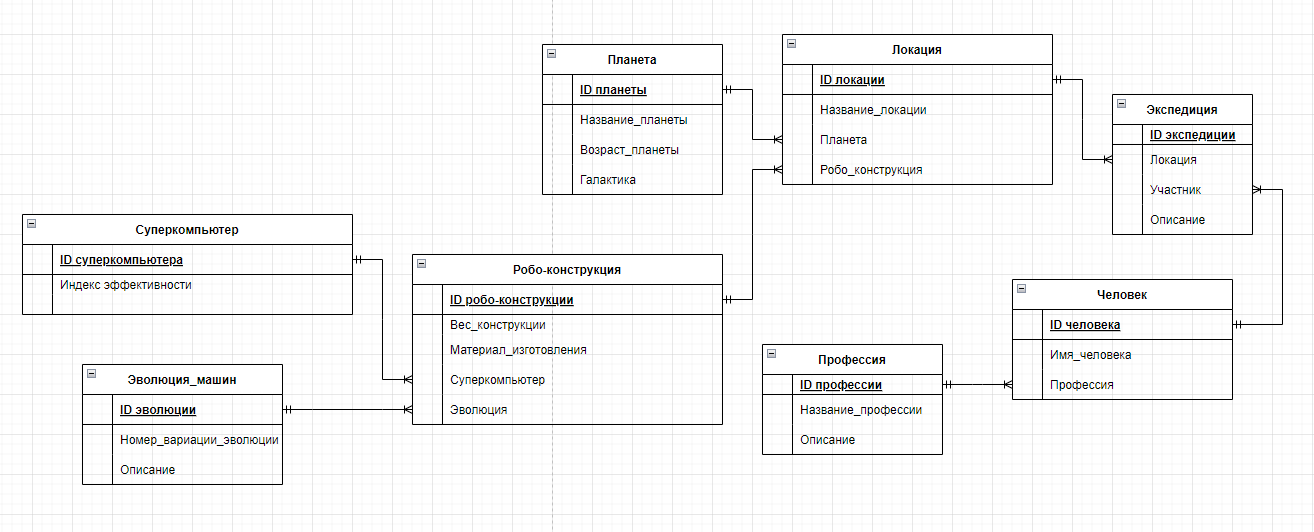 Планета
ID планеты
Название_планеты
Возраст_планеты
Галактика
Локация
ID локации
Название_локации
Планета
Робо_конструкция
Экспедиция
ID экспедиции
Локация
Участник
Описание
Суперкомпьютер
ID суперкомпьютера
Индекс эффективности
Робо-конструкция
ID робо-конструкции
Вес_конструкции
Материал_изготовления
Суперкомпьютер
Эволюция
Человек
ID человека
Имя_человека
Профессия
Эволюция_машин
ID эволюции
Номер_вариации_эволюции
Описание
Профессия
ID профессии
Название_профессии
Описание